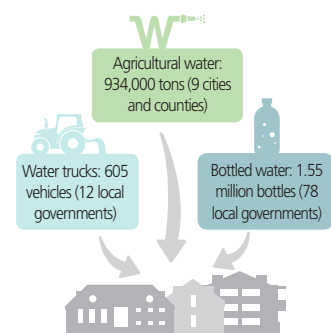 Agricultural water:
934,000 tons (9 cities
and counties)
Water trucks: 605
vehicles (12 local
governments)
Bottled water: 1.55
million bottles (78
local governments)